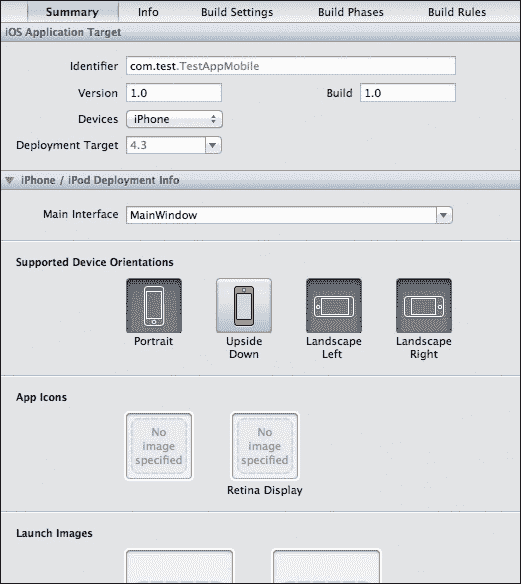 Summary Info Build Settings Build Phases Build Rules
iOS Application Target
Identifier com.test.TestAppMobile
Version 1.0 Build 1.0
Devices iPhone
Deployment Target 4.3
iPhone / iPod Deployment Info
Main Interface MainWindow
Supported Device Orientations
Portrait Upside Down Landscape Left Landscape Right
App Icons
No image specified No image specified
Retina Display
Launch Images